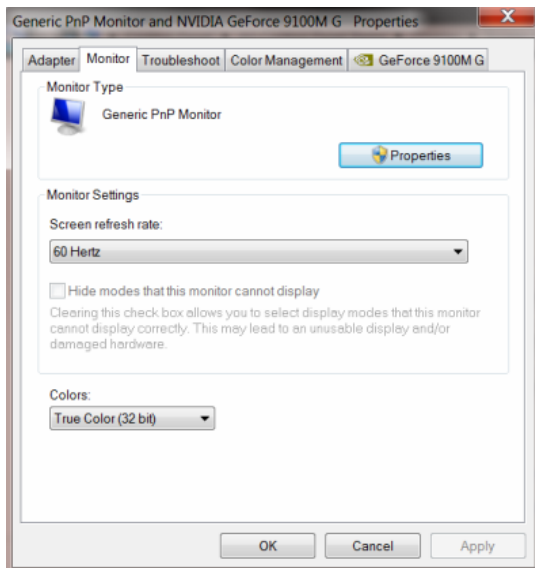 Generic PnP Monitor and NVIDIA GeForce 9100M G Properties
Adapter Monitor Troubleshoot Color Management GeForce 9100M G
Monitor Type
Generic PnP Monitor
Properties
Monitor Settings
Screen refresh rate:
60 Hertz
Hide modes that this monitor cannot display
Clearing this check box allows you to select display modes that this monitor
cannot display correctly. This may lead to an unusable display and/or
damaged hardware.
Colors:
True Color (32 bit)
OK Cancel Apply